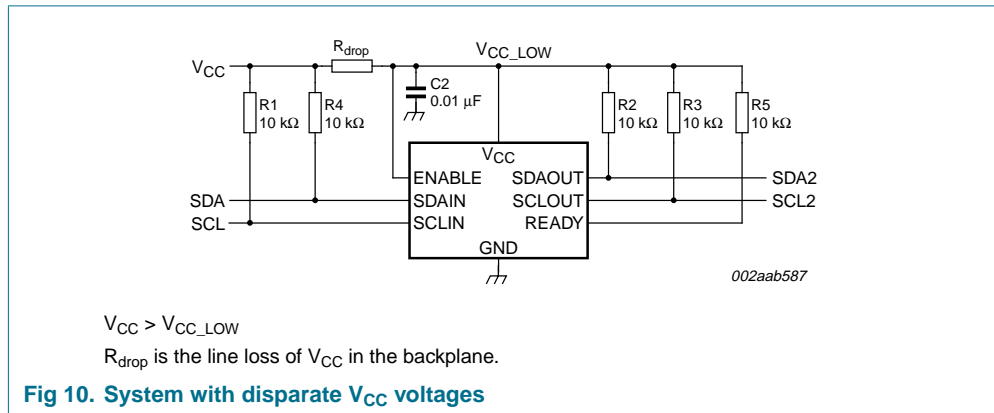 Rdrop
VCC
VCC_LOW
C2
0.01 μF
R1
10 kΩ
R4
10 kΩ
R2
10 kΩ
R3
10 kΩ
R5
10 kΩ
VCC
ENABLE
SDAOUT
SDA2
SDA
SDAIN
SCLOUT
SCL2
SCL
SCLIN
READY
GND
002aab587
VCC > VCC_LOW
Rdrop is the line loss of VCC in the backplane.
Fig 10. System with disparate VCC voltages